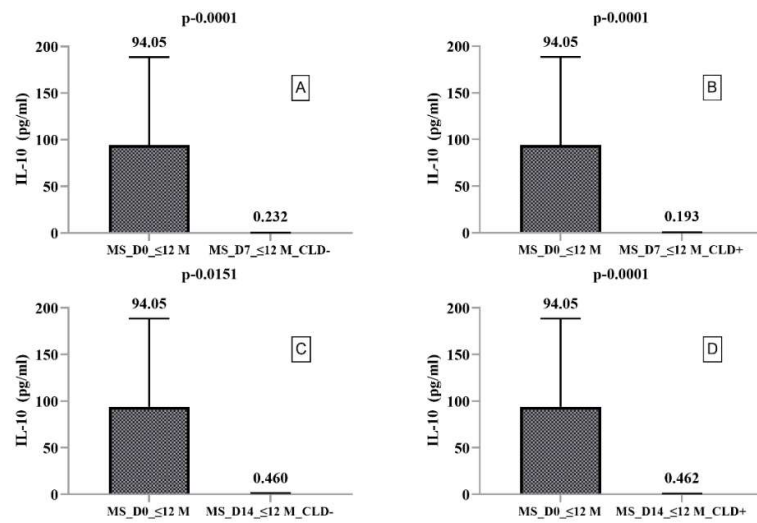 p-0.0001
94.05
200
150
100
50
0
IL-10 (pg/ml)
A
0.232
MS_D0_≤12 M MS_D7_≤12 M_CLD-
p-0.0001
94.05
200
150
100
50
0
IL-10 (pg/ml)
B
0.193
MS_D0_≤12 M MS_D7_≤12 M_CLD+
p-0.0151
94.05
200
150
100
50
0
IL-10 (pg/ml)
C
0.460
MS_D0_≤12 M MS_D14_≤12 M_CLD-
p-0.0001
94.05
200
150
100
50
0
IL-10 (pg/ml)
D
0.462
MS_D0_≤12 M MS_D14_≤12 M_CLD+